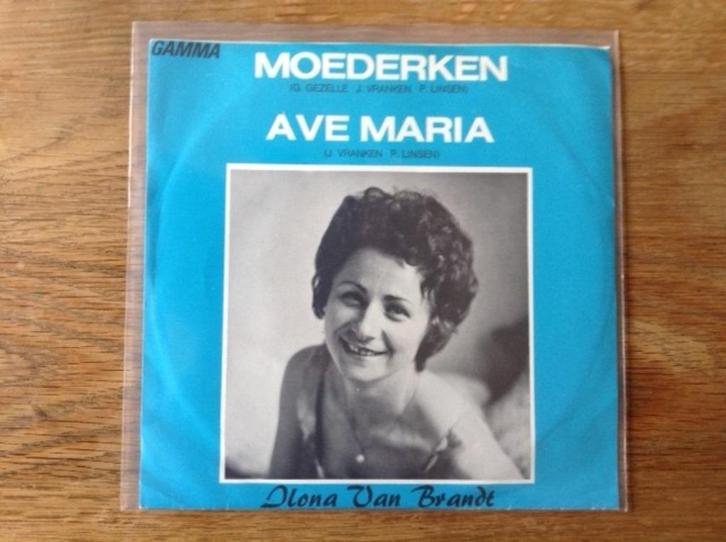 GAMMA
MOEDERKEN
(G. GEZELLE J. VRANKEN P. LINSEN)
AVE MARIA
(J. VRANKEN - P. LINSEN)
Ilona Van Brandt